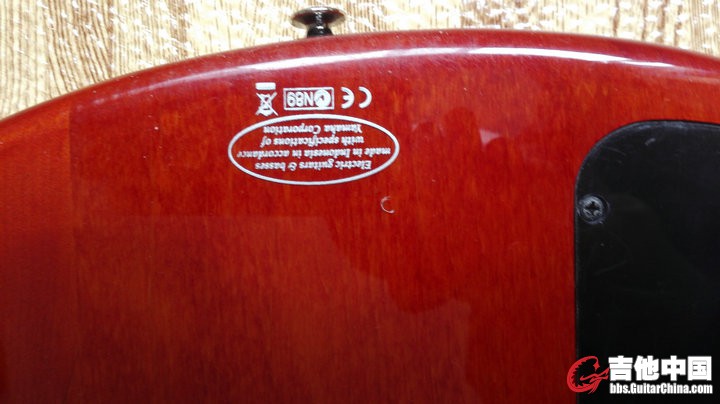 Electric guitars & basses
made in Indonesia in accordance
with specifications of
Yamaha Corporation
CE N89
吉他中国
bbs.GuitarChina.com